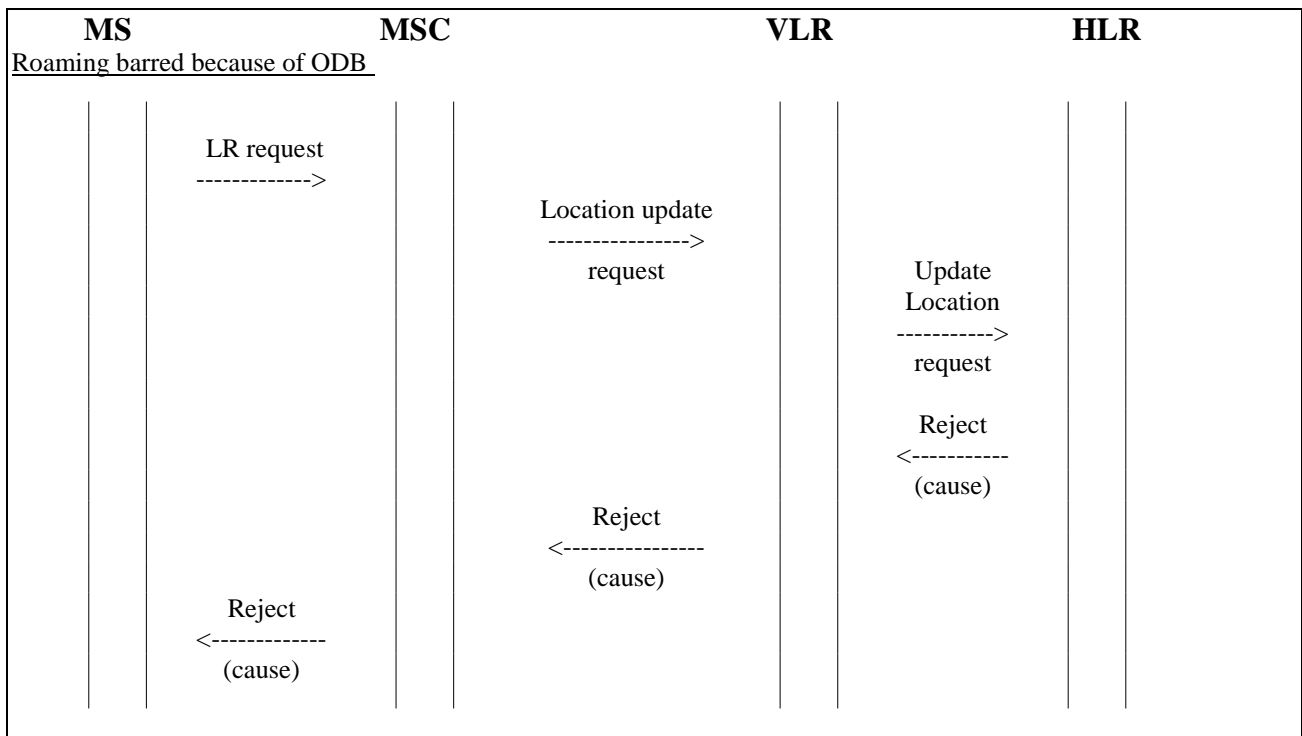 MS MSC VLR HLR
Roaming barred because of ODB
LR request
------------->
Location update
---------------->
request
Update
Location
----------->
request
Reject
<-----------
(cause)
Reject
<----------------
(cause)
Reject
<-------------
(cause)